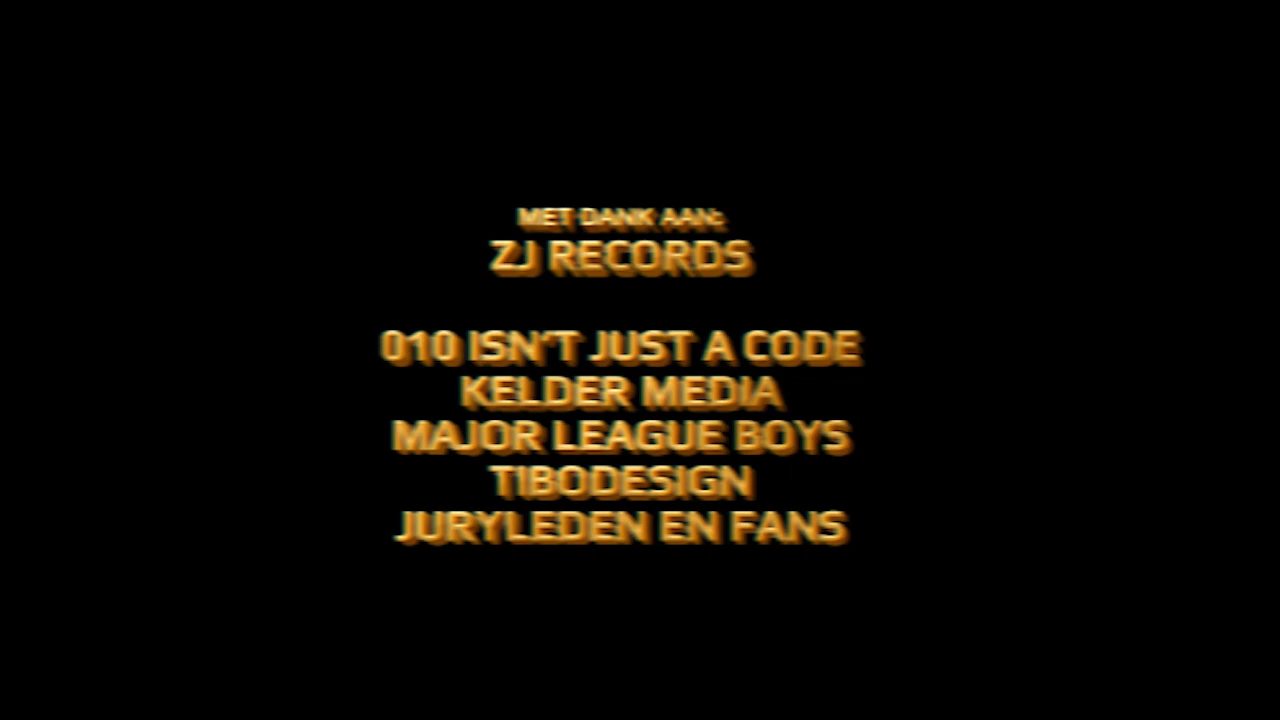 MET DANK AAN:
ZJ RECORDS
010 ISN'T JUST A CODE
KELDER MEDIA
MAJOR LEAGUE BOYS
TIBODESIGN
JURYLEDEN EN FANS